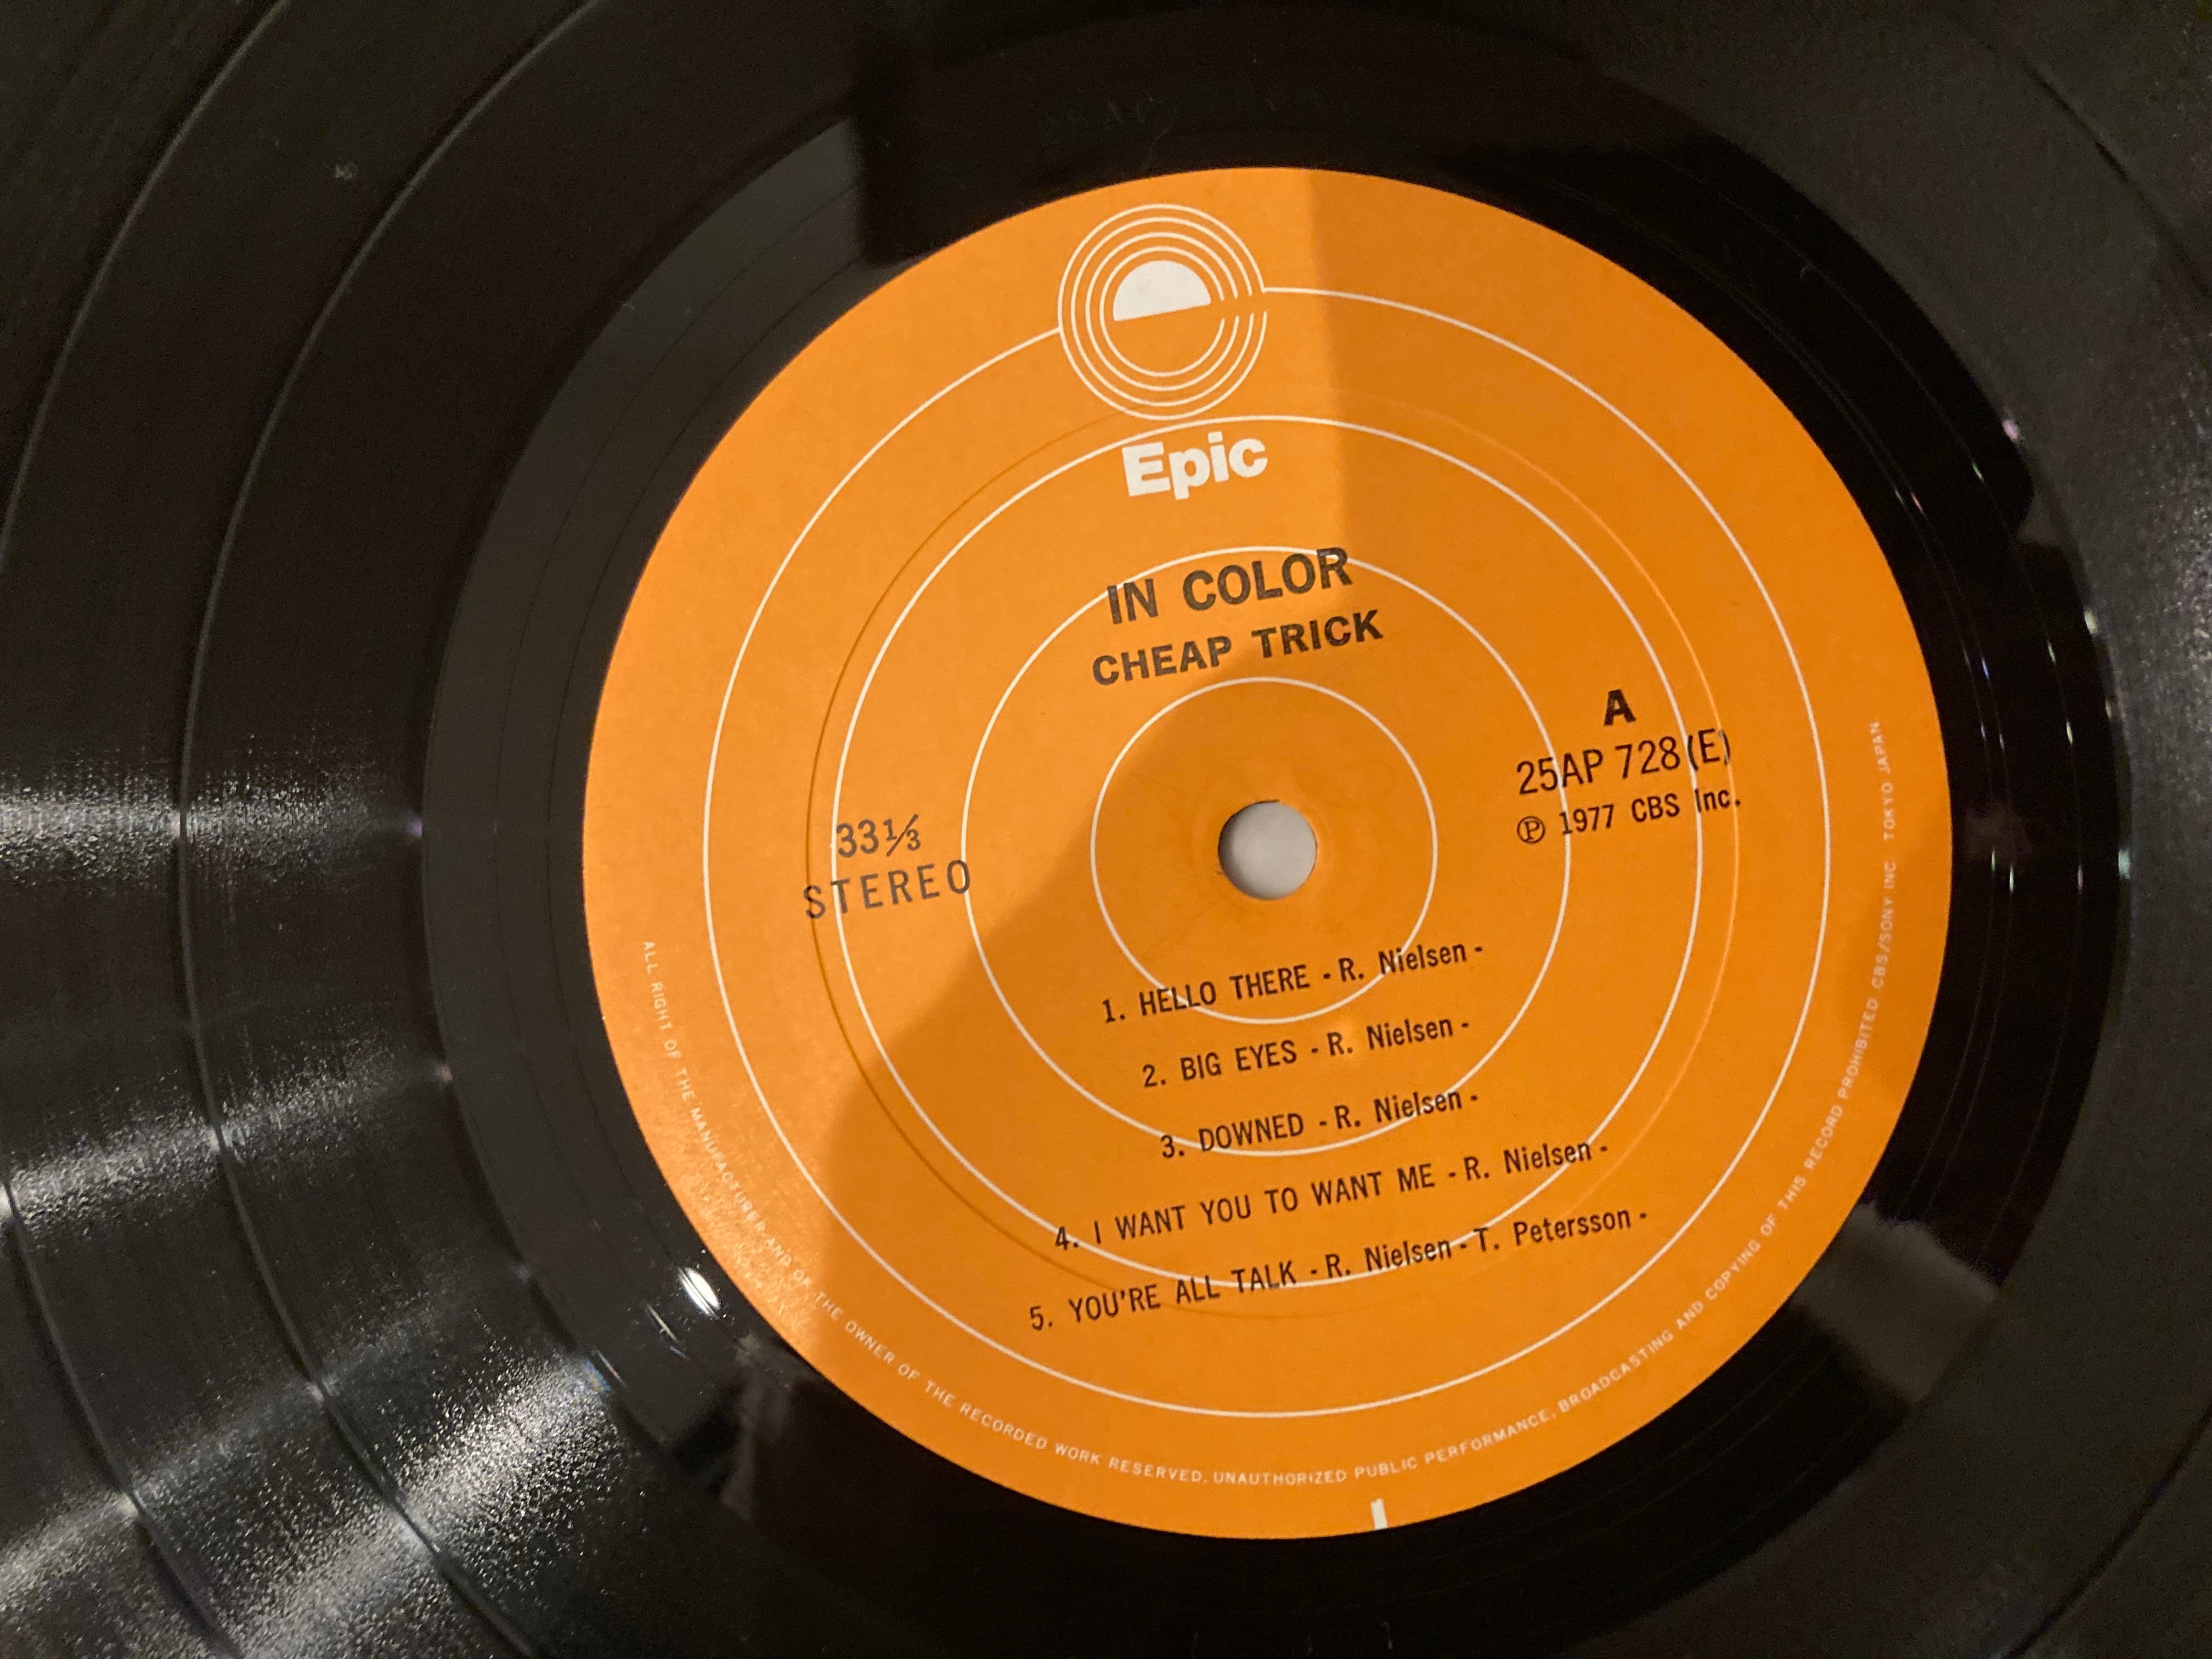 Epic
IN COLOR
CHEAP TRICK
A
25AP 728(E)
℗ 1977 CBS Inc.
33⅓
STEREO
1. HELLO THERE - R. Nielsen -
2. BIG EYES - R. Nielsen -
3. DOWNED - R. Nielsen -
4. I WANT YOU TO WANT ME - R. Nielsen -
5. YOU'RE ALL TALK - R. Nielsen - T. Petersson -
ALL RIGHT OF THE MANUFACTURER AND OF THE OWNER OF THE RECORDED WORK RESERVED. UNAUTHORIZED PUBLIC PERFORMANCE, BROADCASTING AND COPYING OF THIS RECORD PROHIBITED CBS/SONY INC TOKYO JAPAN